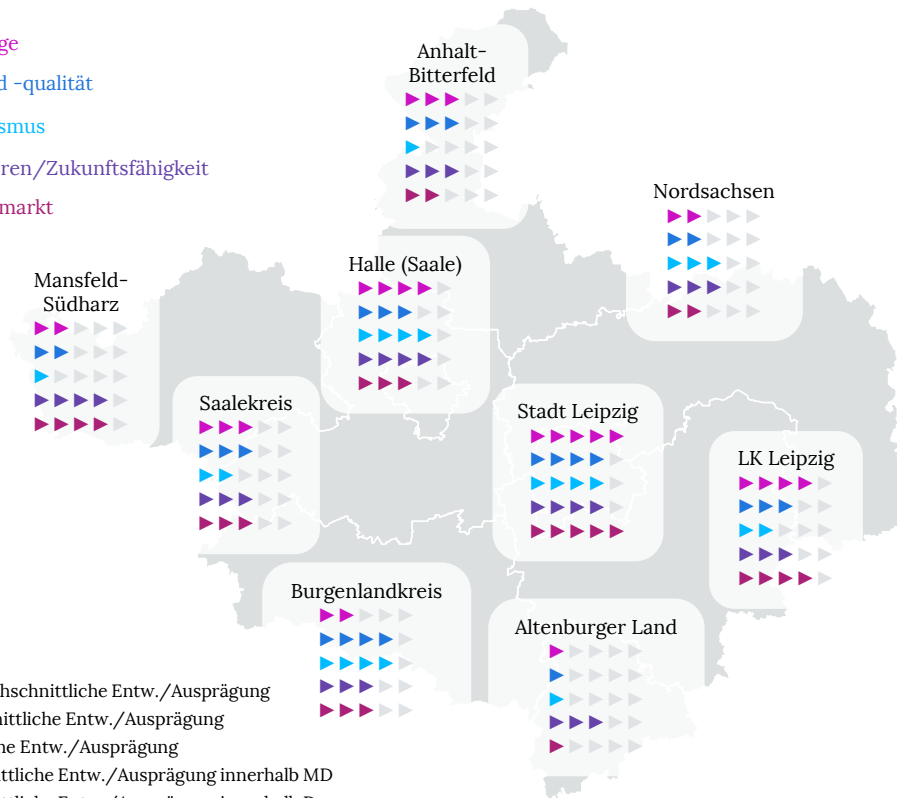 ge
d -qualität
smus
ren/Zukunftsfähigkeit
markt
Anhalt-
Bitterfeld
Nordsachsen
Halle (Saale)
Mansfeld-
Südharz
Saalekreis
Stadt Leipzig
LK Leipzig
Burgenlandkreis
Altenburger Land
hschnittliche Entw./Ausprägung
nittliche Entw./Ausprägung
he Entw./Ausprägung
ttliche Entw./Ausprägung innerhalb MD